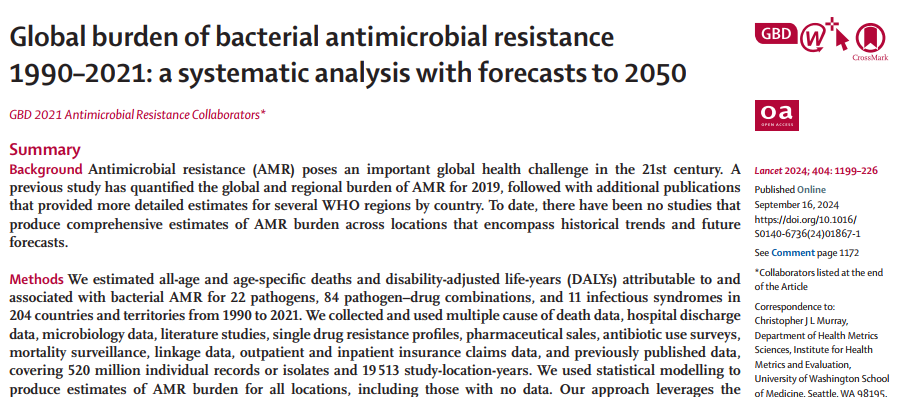 Global burden of bacterial antimicrobial resistance
1990–2021: a systematic analysis with forecasts to 2050
GBD 2021 Antimicrobial Resistance Collaborators*
Summary
Background Antimicrobial resistance (AMR) poses an important global health challenge in the 21st century. A
previous study has quantified the global and regional burden of AMR for 2019, followed with additional publications
that provided more detailed estimates for several WHO regions by country. To date, there have been no studies that
produce comprehensive estimates of AMR burden across locations that encompass historical trends and future
forecasts.
Methods We estimated all-age and age-specific deaths and disability-adjusted life-years (DALYs) attributable to and
associated with bacterial AMR for 22 pathogens, 84 pathogen–drug combinations, and 11 infectious syndromes in
204 countries and territories from 1990 to 2021. We collected and used multiple cause of death data, hospital discharge
data, microbiology data, literature studies, single drug resistance profiles, pharmaceutical sales, antibiotic use surveys,
mortality surveillance, linkage data, outpatient and inpatient insurance claims data, and previously published data,
covering 520 million individual records or isolates and 19 513 study-location-years. We used statistical modelling to
produce estimates of AMR burden for all locations, including those with no data. Our approach leverages the
GBD
W
CrossMark
oa
OPEN ACCESS
Lancet 2024; 404: 1199–226
Published Online
September 16, 2024
https://doi.org/10.1016/
S0140-6736(24)01867-1
See Comment page 1172
*Collaborators listed at the end
of the Article
Correspondence to:
Christopher J L Murray,
Department of Health Metrics
Sciences, Institute for Health
Metrics and Evaluation,
University of Washington School
of Medicine, Seattle, WA 98195,